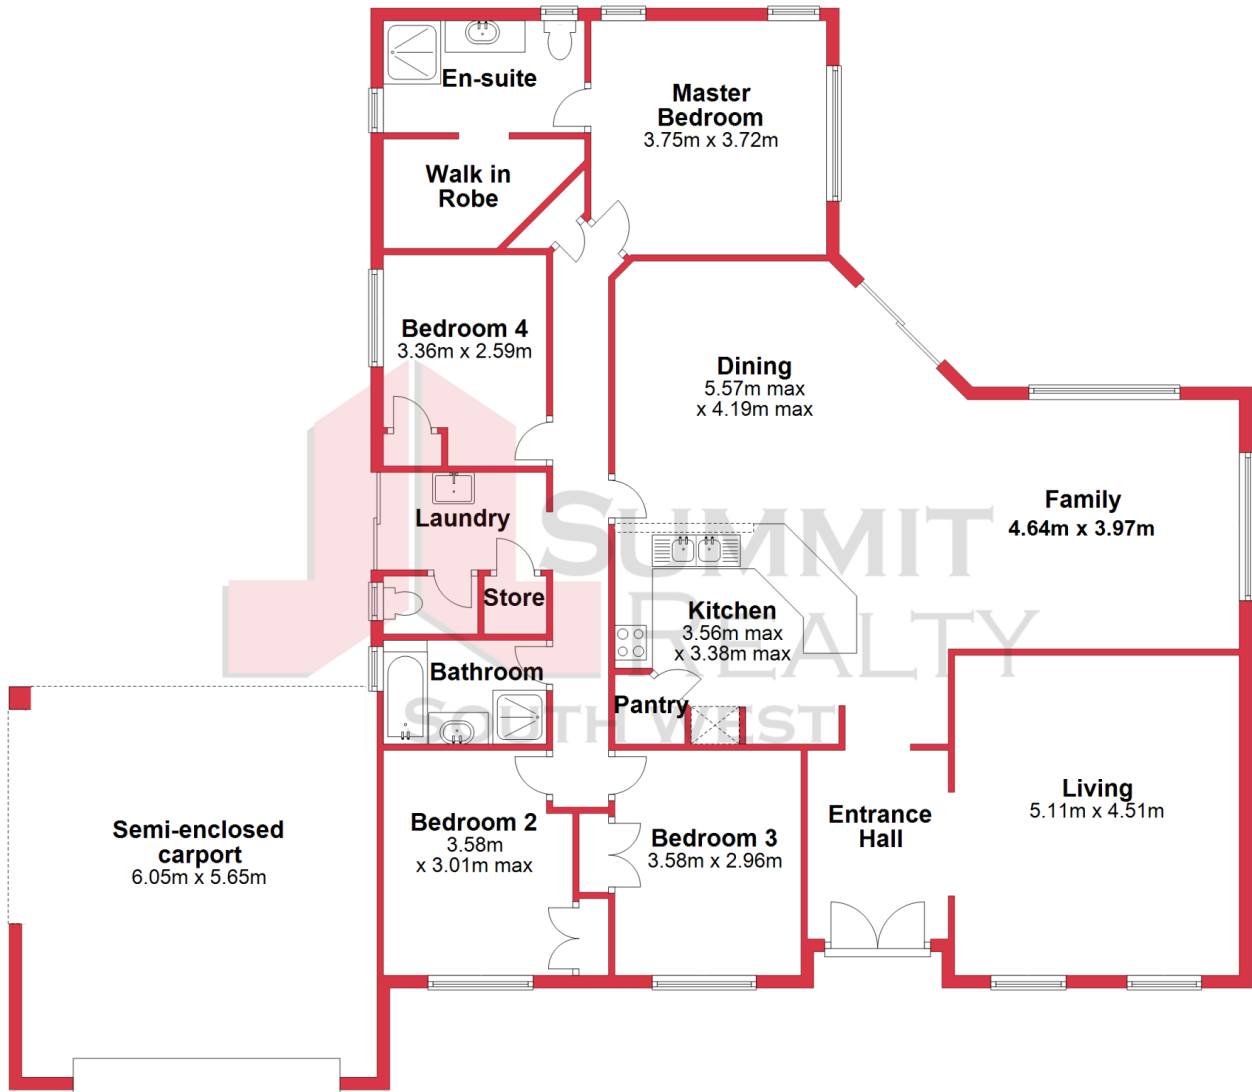 En-suite
Master
Bedroom
3.75m x 3.72m
Walk in
Robe
Bedroom 4
3.36m x 2.59m
Dining
5.57m max
x 4.19m max
Family
4.64m x 3.97m
Laundry
Store
Kitchen
3.56m max
x 3.38m max
Bathroom
Pantry
SUMMIT
REALTY
SOUTH WEST
Living
5.11m x 4.51m
Entrance
Hall
Bedroom 2
3.58m
x 3.01m max
Bedroom 3
3.58m x 2.96m
Semi-enclosed
carport
6.05m x 5.65m